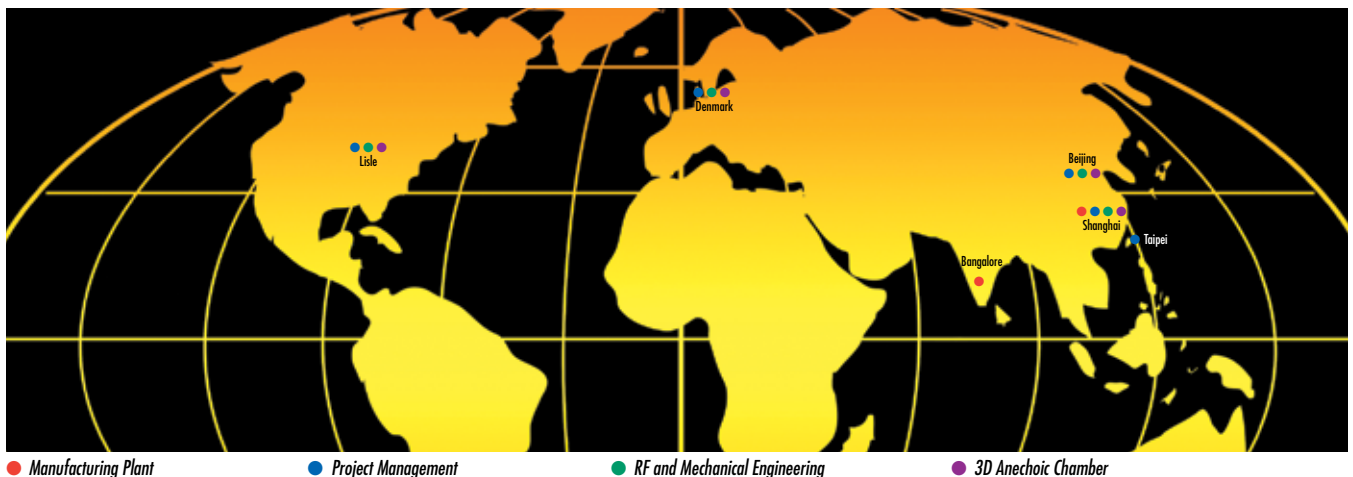 Denmark
Lisle
Beijing
Shanghai
Taipei
Bangalore
Manufacturing Plant
Project Management
RF and Mechanical Engineering
3D Anechoic Chamber